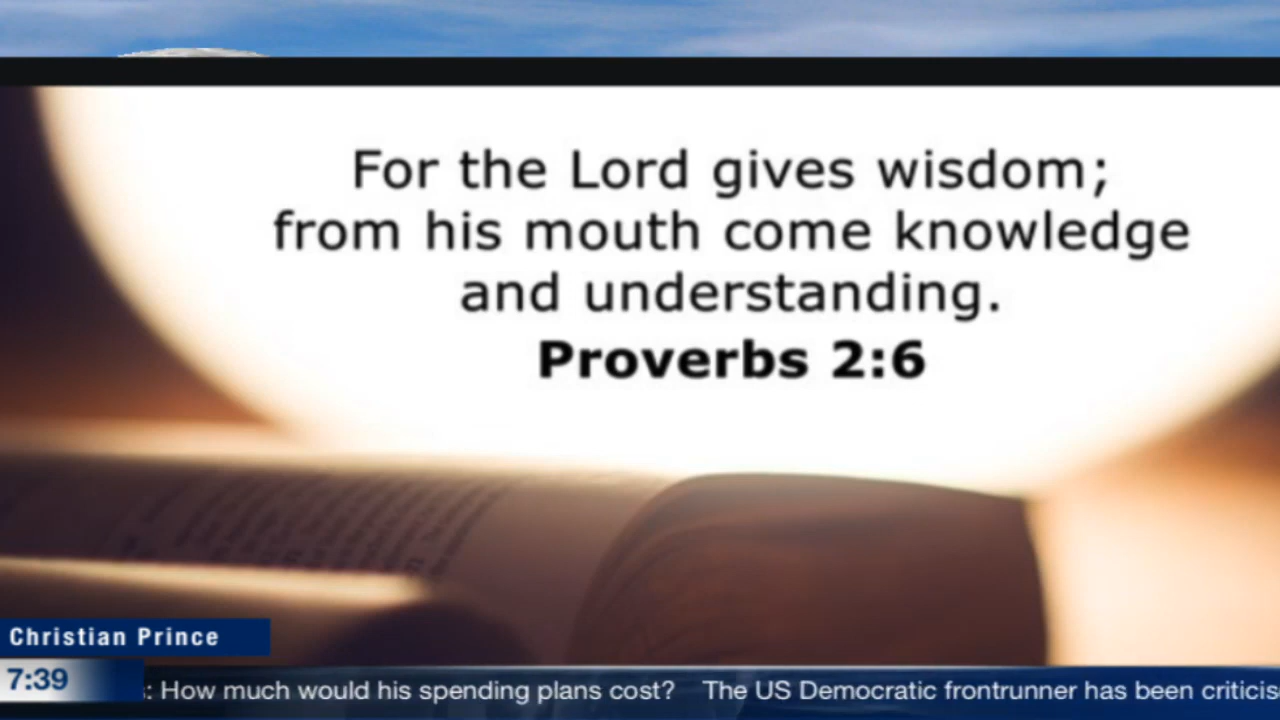 For the Lord gives wisdom;
from his mouth come knowledge
and understanding.
Proverbs 2:6
Christian Prince
7:39
: How much would his spending plans cost? The US Democratic frontrunner has been criticis